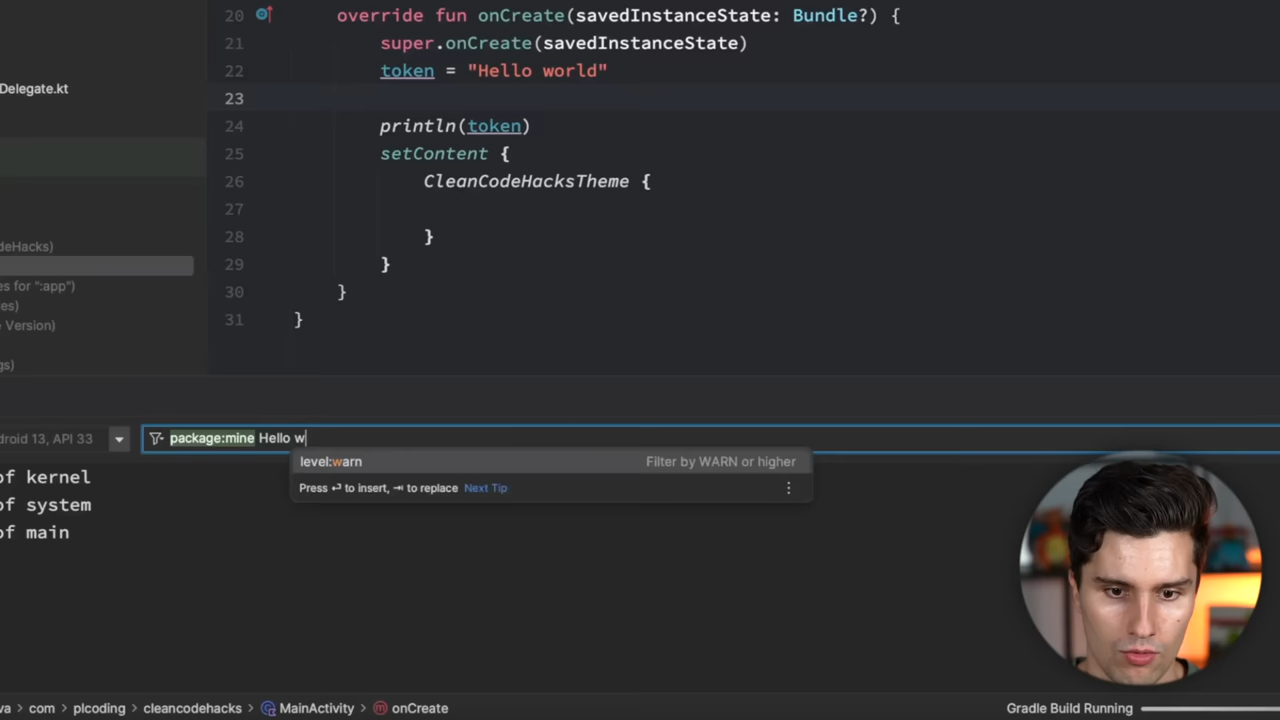 20 override fun onCreate(savedInstanceState: Bundle?) {
21 super.onCreate(savedInstanceState)
22 token = "Hello world"
Delegate.kt
23
24 println(token)
25 setContent {
26 CleanCodeHacksTheme {
27
28 }
29 }
30 }
31 }
deHacks)
es for ":app")
es)
Version)
gs)
droid 13, API 33
package:mine Hello w
level:warn Filter by WARN or higher
Press ⏎ to insert, ⇥ to replace Next Tip
of kernel
of system
of main
va › com › plcoding › cleancodehacks › MainActivity › onCreate
Gradle Build Running